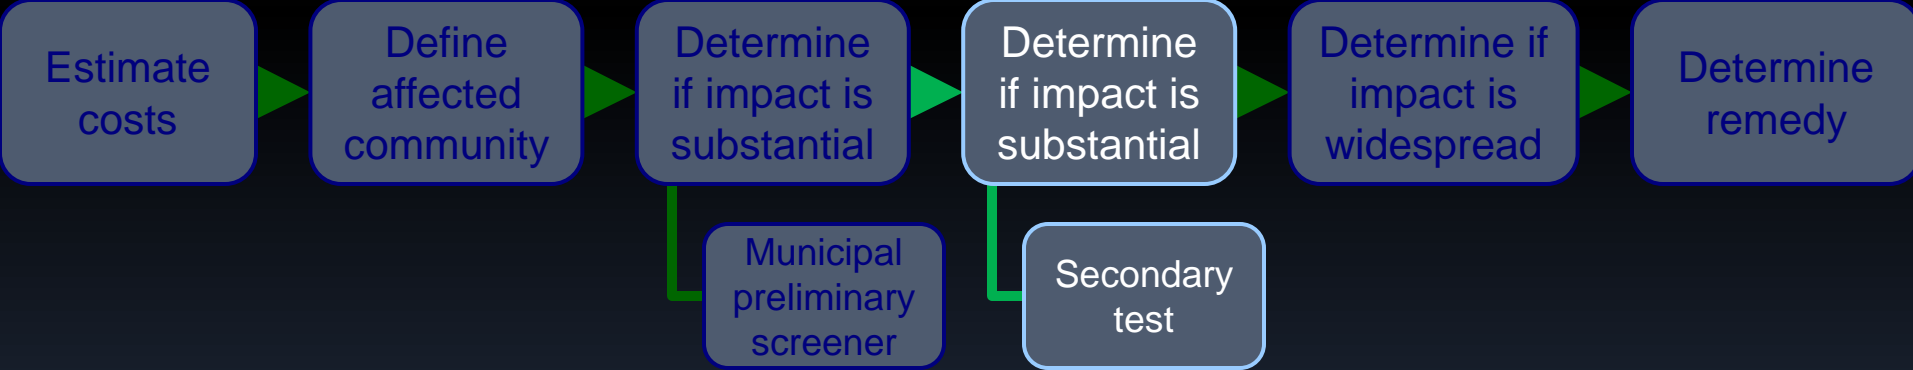 Estimate
costs
Define
affected
community
Determine
if impact is
substantial
Determine
if impact is
substantial
Determine if
impact is
widespread
Determine
remedy
Municipal
preliminary
screener
Secondary
test